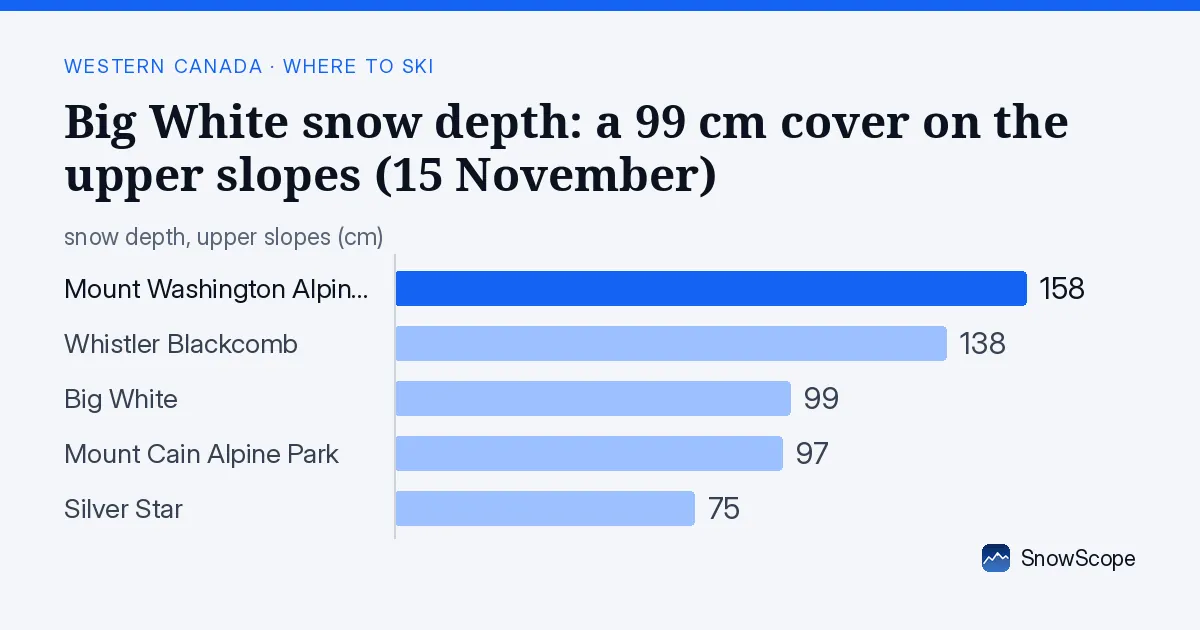 WESTERN CANADA · WHERE TO SKI
Big White snow depth: a 99 cm cover on the
upper slopes (15 November)
snow depth, upper slopes (cm)
Mount Washington Alpin... 158
Whistler Blackcomb 138
Big White 99
Mount Cain Alpine Park 97
Silver Star 75
SnowScope